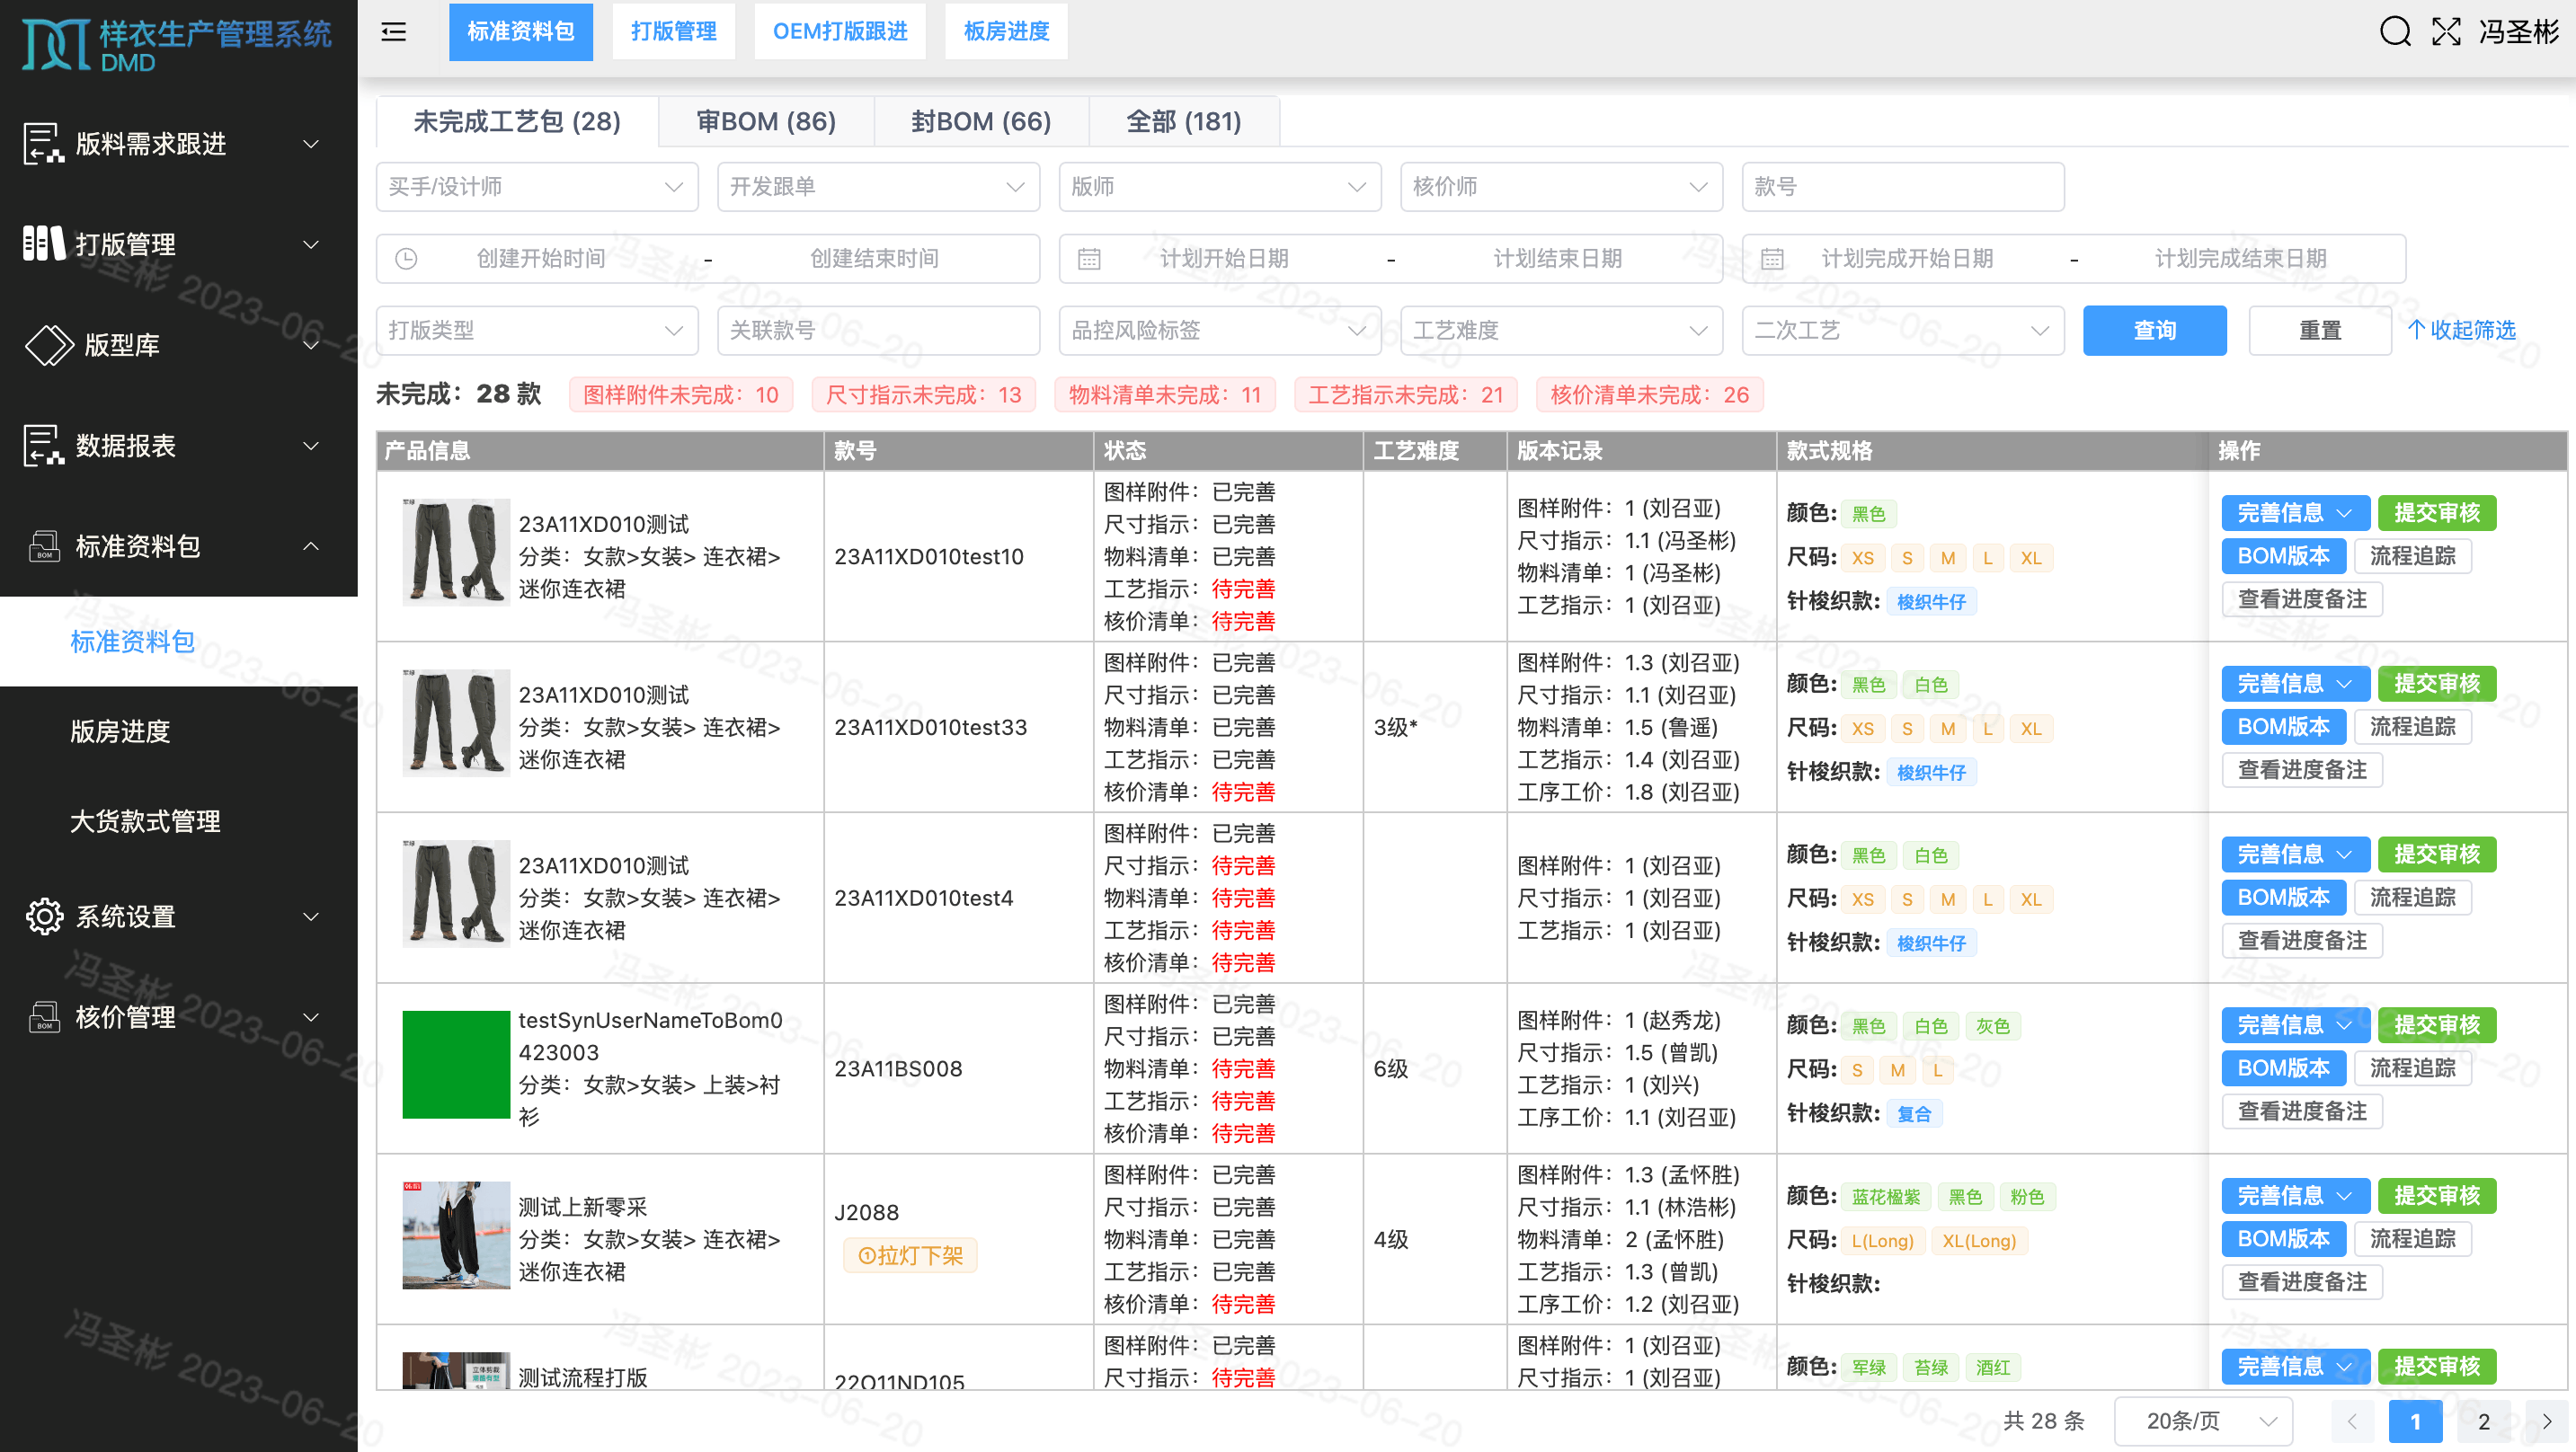 样衣生产管理系统
DMD
标准资料包
打版管理
OEM打版跟进
板房进度
冯圣彬
版料需求跟进
打版管理
版型库
数据报表
标准资料包
标准资料包
版房进度
大货款式管理
系统设置
核价管理
未完成工艺包 (28)
审BOM (86)
封BOM (66)
全部 (181)
买手/设计师
开发跟单
版师
核价师
款号
创建开始时间 - 创建结束时间
计划开始日期 - 计划结束日期
计划完成开始日期 - 计划完成结束日期
打版类型
关联款号
品控风险标签
工艺难度
二次工艺
查询
重置
收起筛选
未完成：28 款
图样附件未完成：10
尺寸指示未完成：13
物料清单未完成：11
工艺指示未完成：21
核价清单未完成：26
产品信息 款号 状态 工艺难度 版本记录 款式规格 操作
23A11XD010测试
分类：女款>女装> 连衣裙>
迷你连衣裙
23A11XD010test10
图样附件：已完善
尺寸指示：已完善
物料清单：已完善
工艺指示：待完善
核价清单：待完善
图样附件：1 (刘召亚)
尺寸指示：1.1 (冯圣彬)
物料清单：1 (冯圣彬)
工艺指示：1 (刘召亚)
颜色: 黑色
尺码: XS S M L XL
针梭织款: 梭织牛仔
完善信息 提交审核
BOM版本 流程追踪
查看进度备注
23A11XD010测试
分类：女款>女装> 连衣裙>
迷你连衣裙
23A11XD010test33
图样附件：已完善
尺寸指示：已完善
物料清单：已完善
工艺指示：已完善
核价清单：待完善
3级*
图样附件：1.3 (刘召亚)
尺寸指示：1.1 (刘召亚)
物料清单：1.5 (鲁遥)
工艺指示：1.4 (刘召亚)
工序工价：1.8 (刘召亚)
颜色: 黑色 白色
尺码: XS S M L XL
针梭织款: 梭织牛仔
完善信息 提交审核
BOM版本 流程追踪
查看进度备注
23A11XD010测试
分类：女款>女装> 连衣裙>
迷你连衣裙
23A11XD010test4
图样附件：已完善
尺寸指示：待完善
物料清单：待完善
工艺指示：待完善
核价清单：待完善
图样附件：1 (刘召亚)
尺寸指示：1 (刘召亚)
工艺指示：1 (刘召亚)
颜色: 黑色 白色
尺码: XS S M L XL
针梭织款: 梭织牛仔
完善信息 提交审核
BOM版本 流程追踪
查看进度备注
testSynUserNameToBom0
423003
分类：女款>女装> 上装>衬
衫
23A11BS008
图样附件：已完善
尺寸指示：已完善
物料清单：待完善
工艺指示：待完善
核价清单：待完善
6级
图样附件：1 (赵秀龙)
尺寸指示：1.5 (曾凯)
工艺指示：1 (刘兴)
工序工价：1.1 (刘召亚)
颜色: 黑色 白色 灰色
尺码: S M L
针梭织款: 复合
完善信息 提交审核
BOM版本 流程追踪
查看进度备注
测试上新零采
分类：女款>女装> 连衣裙>
迷你连衣裙
J2088
①拉灯下架
图样附件：已完善
尺寸指示：已完善
物料清单：已完善
工艺指示：已完善
核价清单：待完善
4级
图样附件：1.3 (孟怀胜)
尺寸指示：1.1 (林浩彬)
物料清单：2 (孟怀胜)
工艺指示：1.3 (曾凯)
工序工价：1.2 (刘召亚)
颜色: 蓝花楹紫 黑色 粉色
尺码: L(Long) XL(Long)
针梭织款:
完善信息 提交审核
BOM版本 流程追踪
查看进度备注
测试流程打版
22Q11ND105
图样附件：已完善
尺寸指示：待完善
图样附件：1 (刘召亚)
尺寸指示：1 (刘召亚)
颜色: 军绿 苔绿 酒红
完善信息 提交审核
共 28 条
20条/页
1
2
冯圣彬 2023-06-20